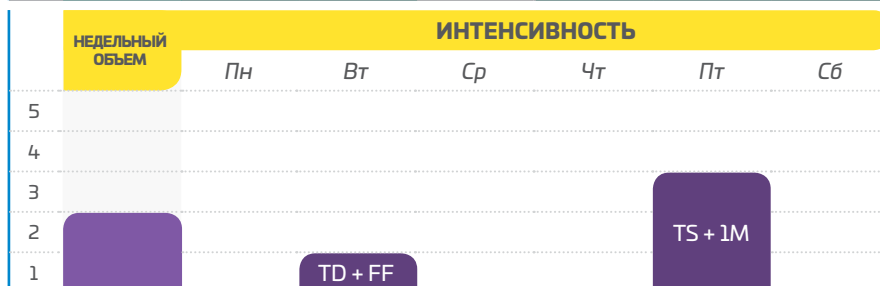 НЕДЕЛЬНЫЙ
ОБЪЕМ
ИНТЕНСИВНОСТЬ
Пн Вт Ср Чт Пт Сб
5
4
3
2 TS + 1M
1 TD + FF